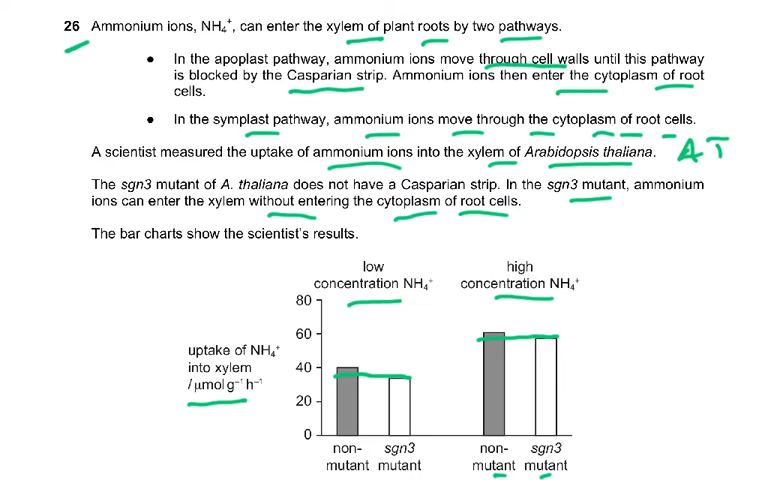 26 Ammonium ions, NH₄⁺, can enter the xylem of plant roots by two pathways.
● In the apoplast pathway, ammonium ions move through cell walls until this pathway
is blocked by the Casparian strip. Ammonium ions then enter the cytoplasm of root
cells.
● In the symplast pathway, ammonium ions move through the cytoplasm of root cells.
A scientist measured the uptake of ammonium ions into the xylem of Arabidopsis thaliana. A T
The sgn3 mutant of A. thaliana does not have a Casparian strip. In the sgn3 mutant, ammonium
ions can enter the xylem without entering the cytoplasm of root cells.
The bar charts show the scientist's results.
low
concentration NH₄⁺
high
concentration NH₄⁺
uptake of NH₄⁺
into xylem
/ μmol g⁻¹ h⁻¹
80
60
40
20
0
non-
mutant
sgn3
mutant
non-
mutant
sgn3
mutant